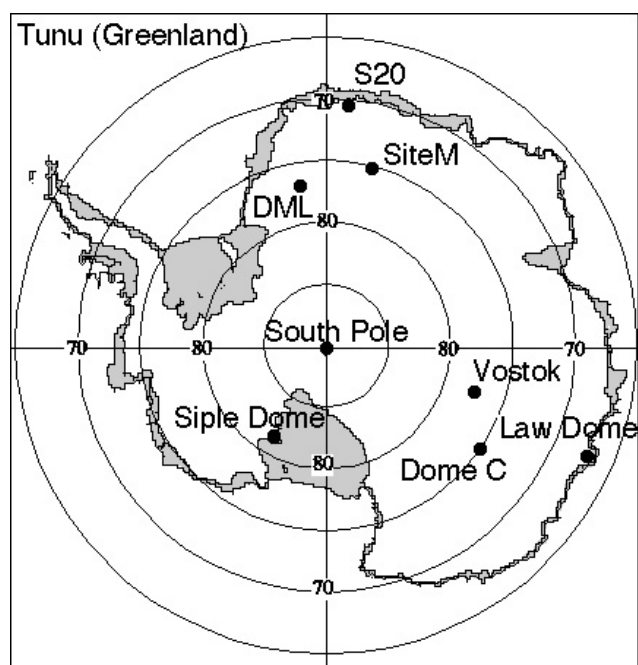 Tunu (Greenland)
S20
70
SiteM
DML
80
South Pole
70
80
80
70
Vostok
Siple Dome
Law Dome
80
Dome C
70